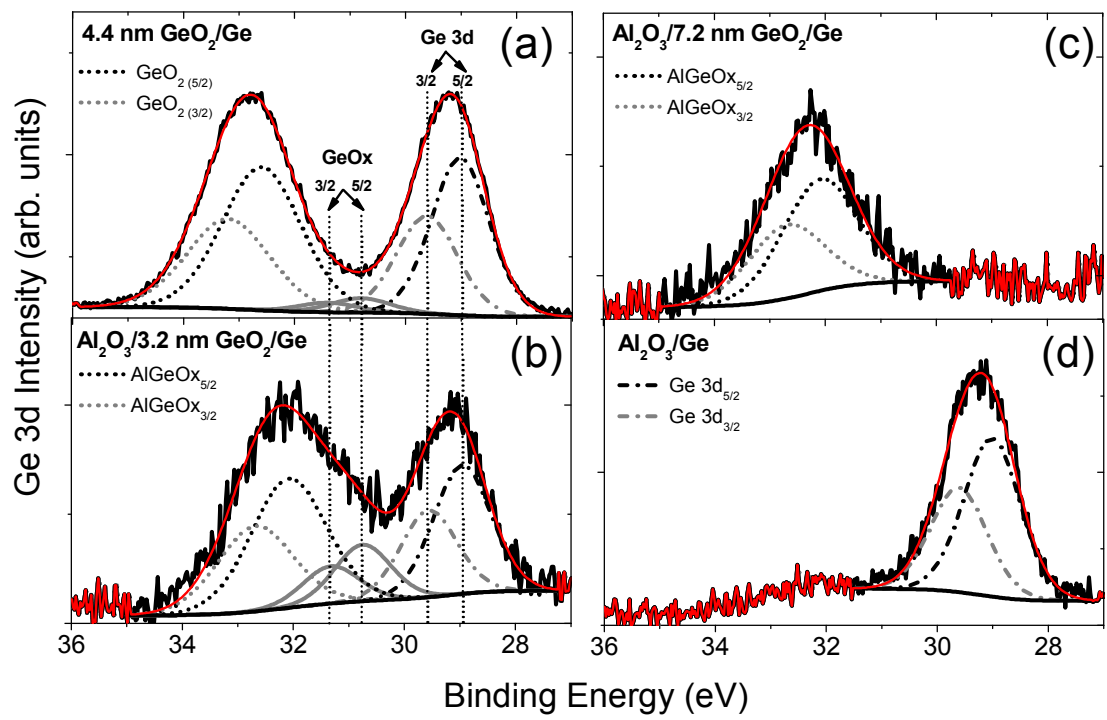 4.4 nm GeO₂/Ge
(a)
Ge 3d
3/2 5/2
GeO₂ (5/2)
GeO₂ (3/2)
GeOx
3/2 5/2
Al₂O₃/3.2 nm GeO₂/Ge
(b)
AlGeOx₅/₂
AlGeOx₃/₂
36 34 32 30 28
Al₂O₃/7.2 nm GeO₂/Ge
(c)
AlGeOx₅/₂
AlGeOx₃/₂
Al₂O₃/Ge
(d)
Ge 3d₅/₂
Ge 3d₃/₂
36 34 32 30 28
Ge 3d Intensity (arb. units)
Binding Energy (eV)